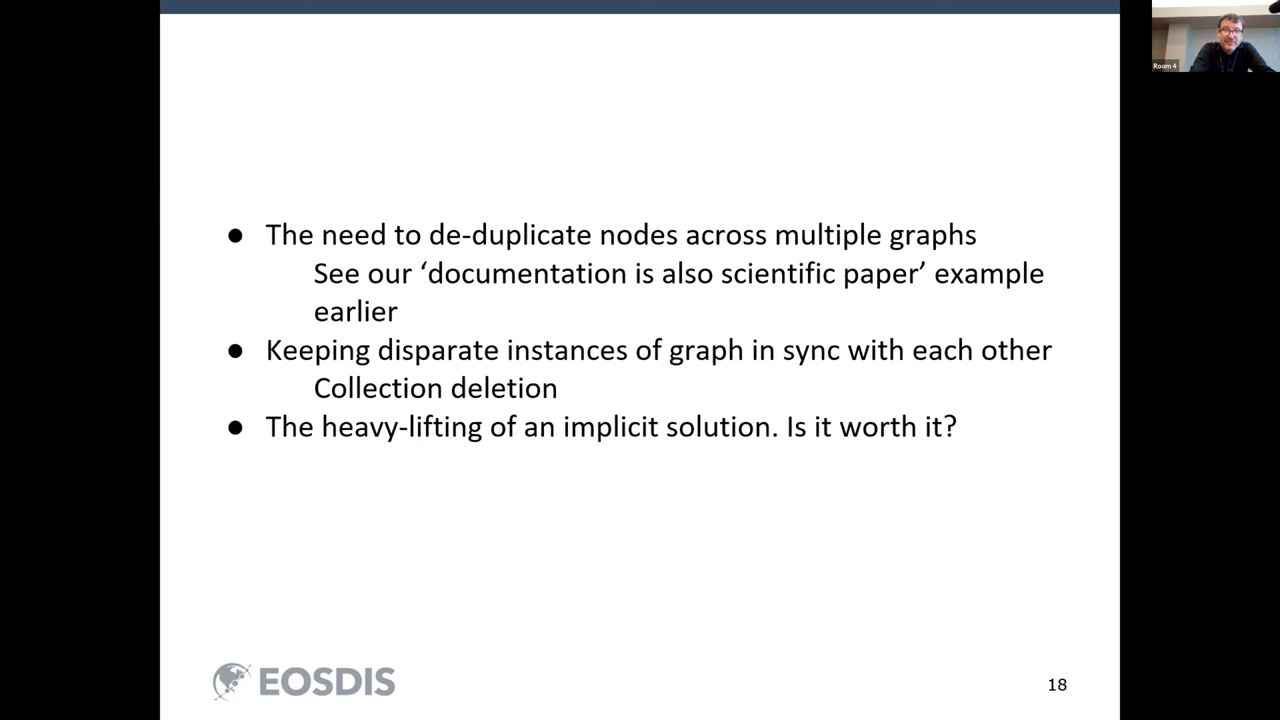 Room 4
● The need to de-duplicate nodes across multiple graphs
See our ‘documentation is also scientific paper’ example
earlier
● Keeping disparate instances of graph in sync with each other
Collection deletion
● The heavy-lifting of an implicit solution. Is it worth it?
EOSDIS
18